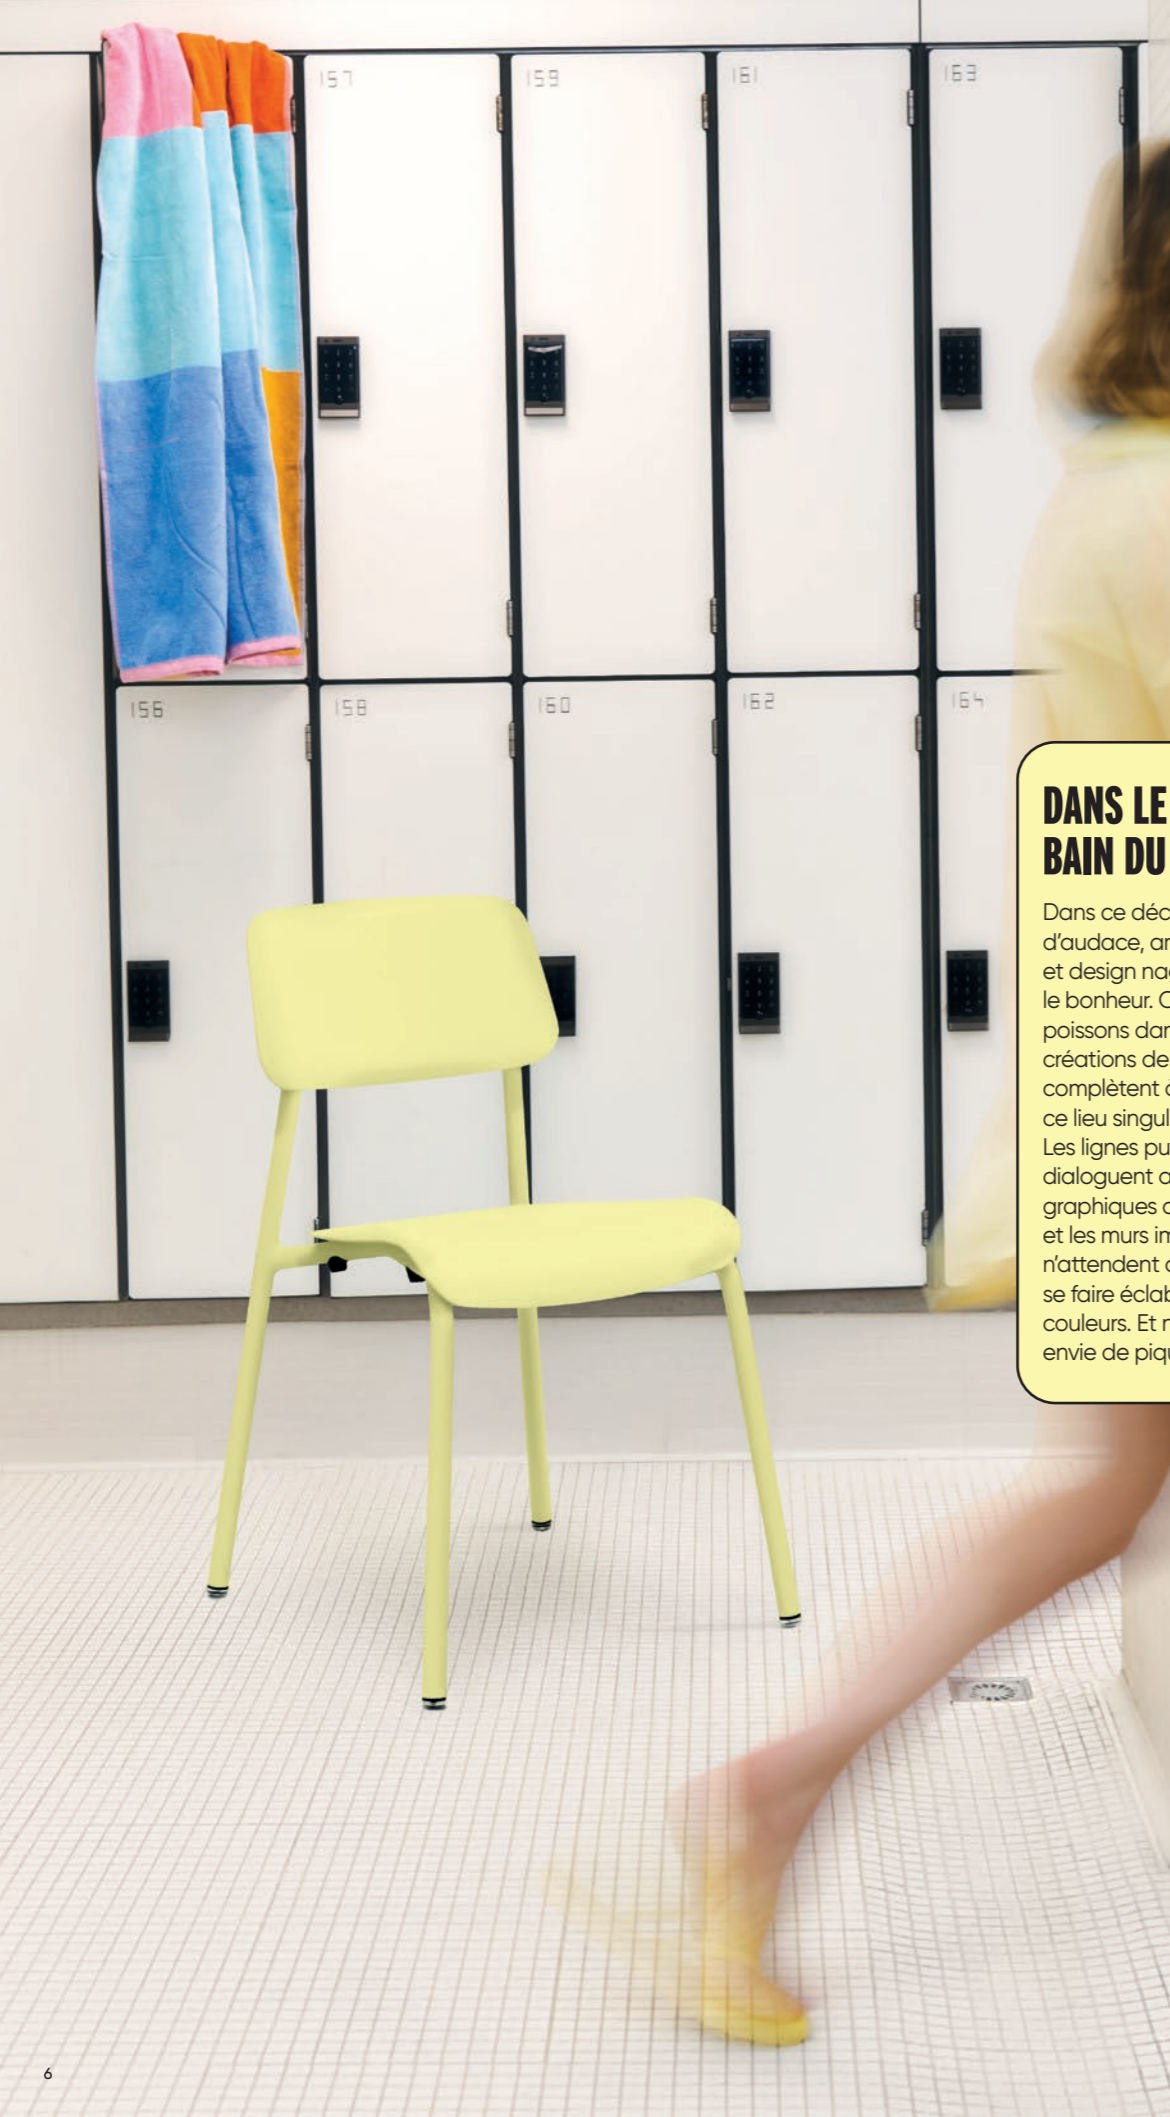 157
159
161
163
156
158
160
162
164
DANS LE
BAIN DU
Dans ce déc
d'audace, ar
et design na
le bonheur. C
poissons dan
créations de
complètent à
ce lieu singul
Les lignes pu
dialoguent a
graphiques
et les murs im
n'attendent
se faire éclab
couleurs. Et n
envie de piqu
6